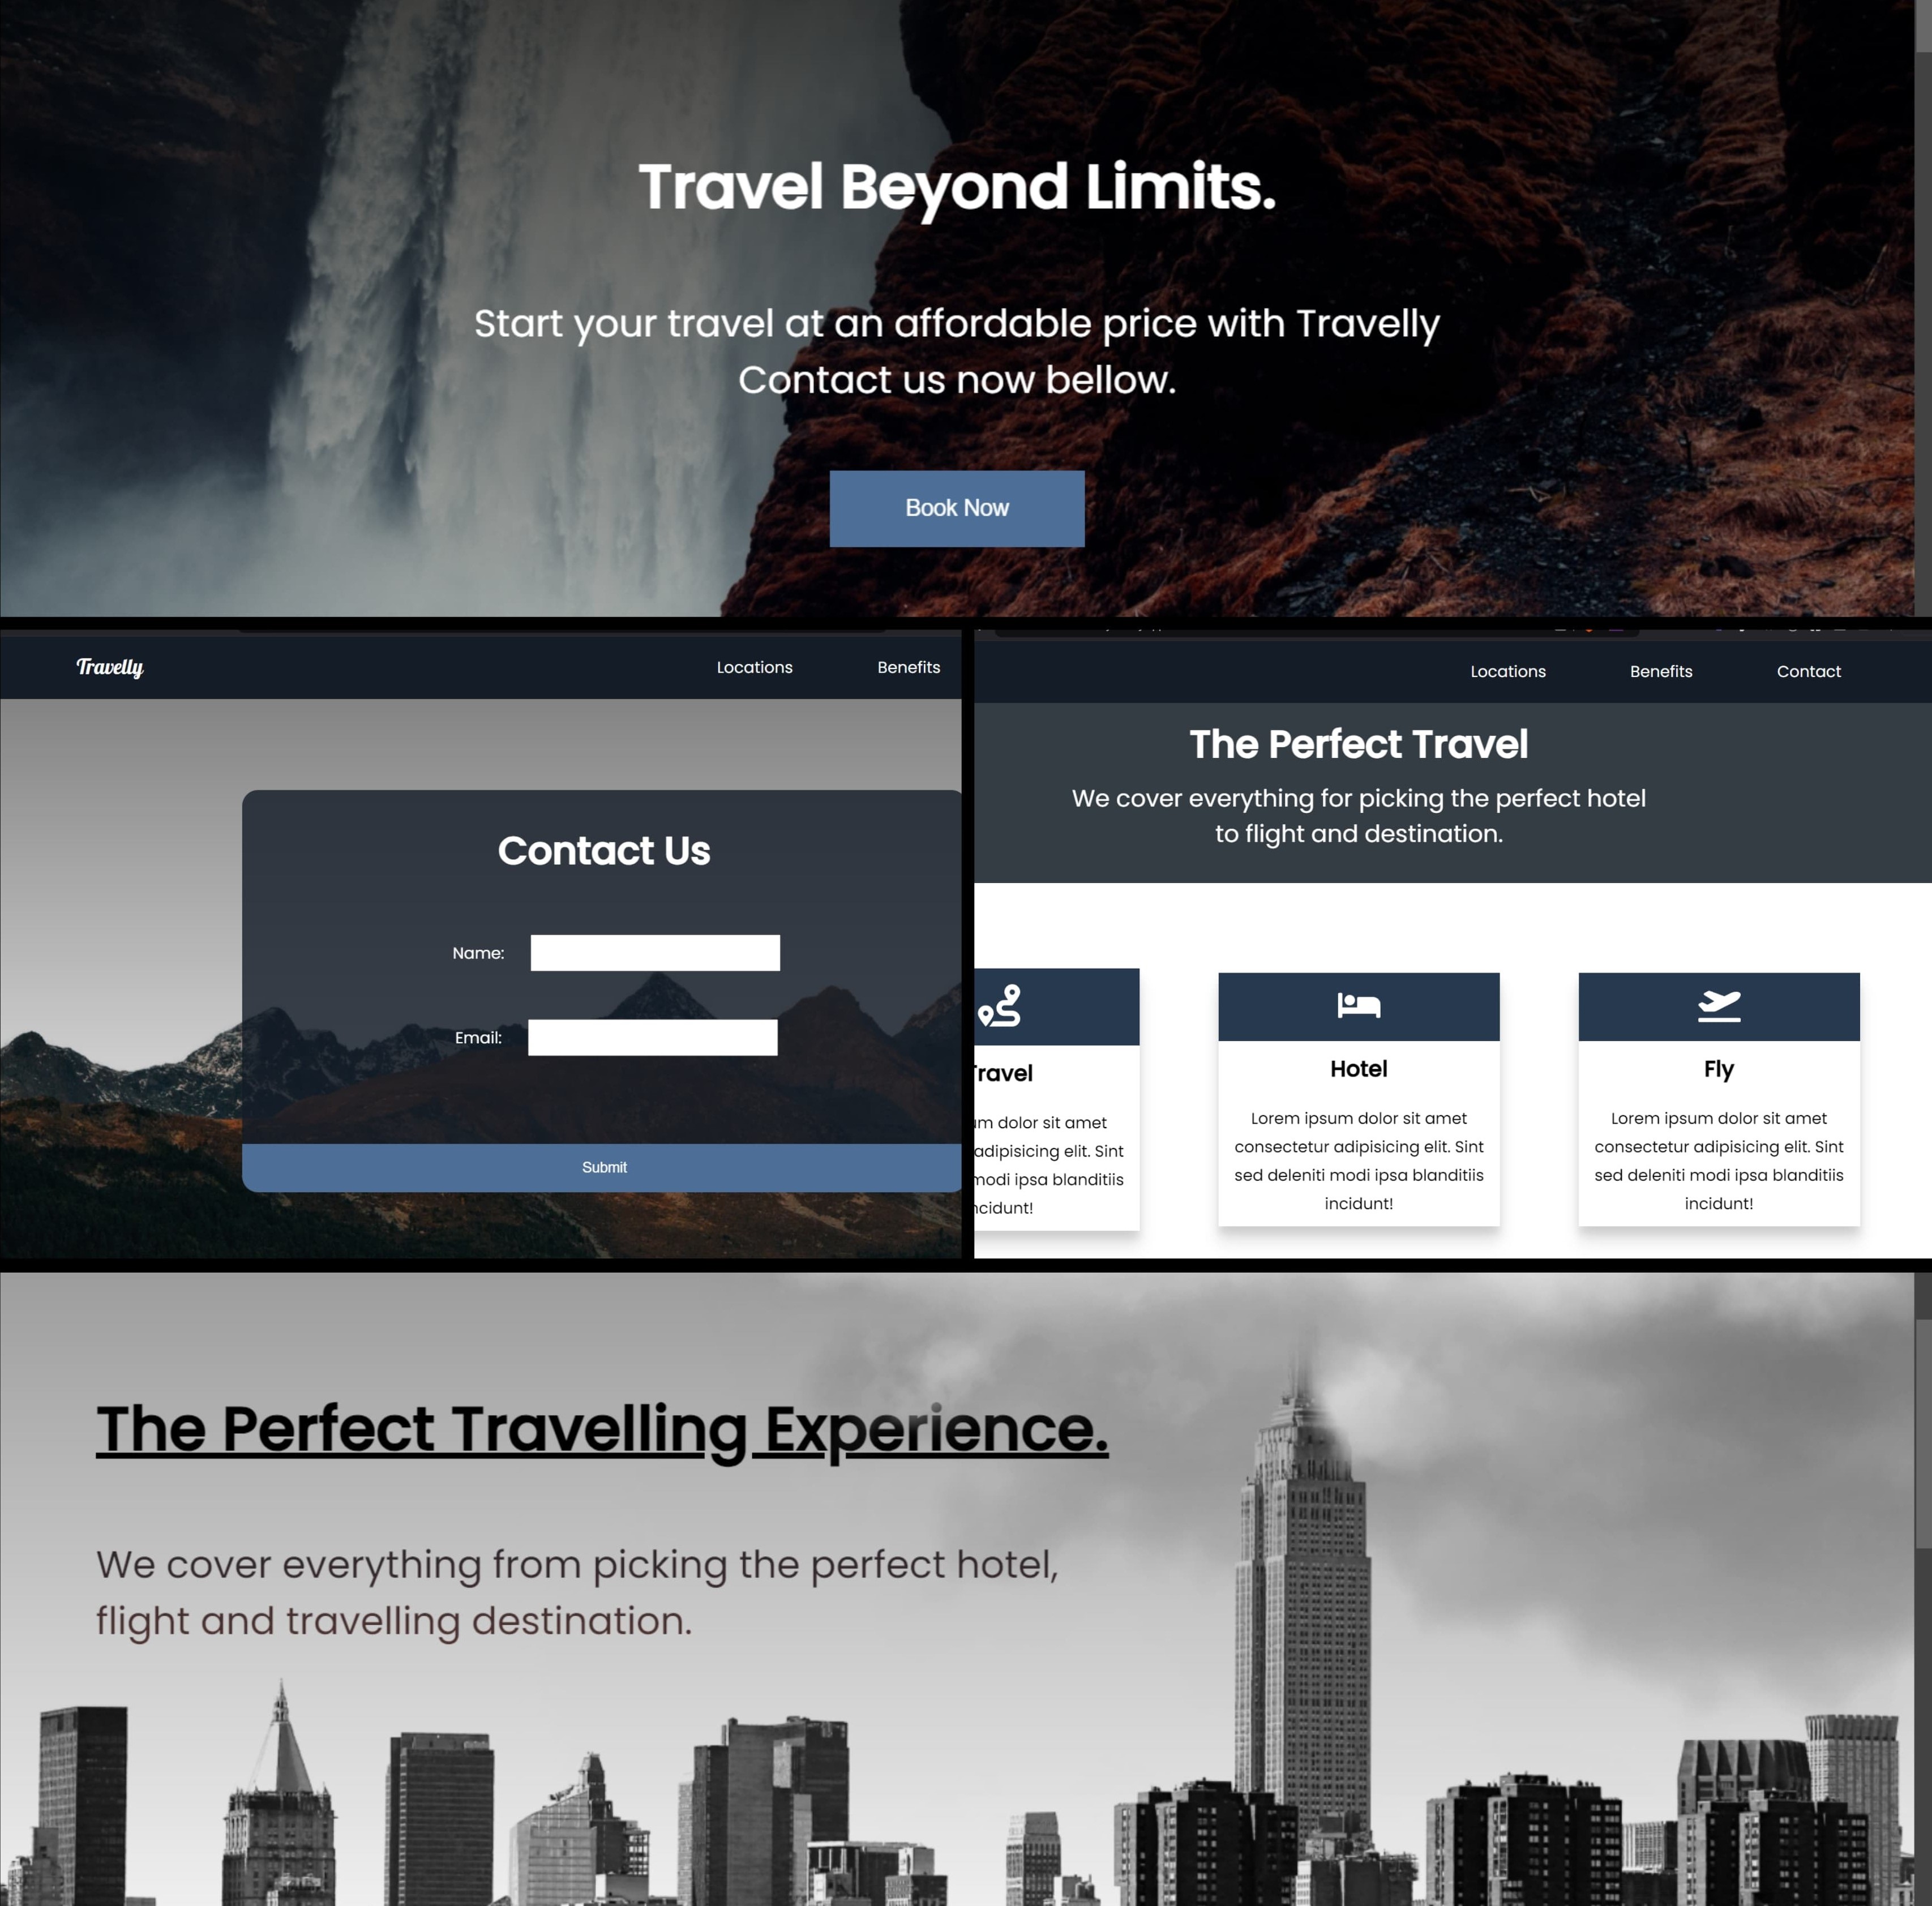 Travel Beyond Limits.
Start your travel at an affordable price with Travelly
Contact us now bellow.
Book Now
Travelly
Locations
Benefits
Contact Us
Name:
Email:
Submit
Locations
Benefits
Contact
The Perfect Travel
We cover everything for picking the perfect hotel
to flight and destination.
Travel
dolor sit amet
adipisicing elit. Sint
modi ipsa blanditiis
Hotel
Lorem ipsum dolor sit amet
consectetur adipisicing elit. Sint
sed deleniti modi ipsa blanditiis
incidunt!
Fly
Lorem ipsum dolor sit amet
consectetur adipisicing elit. Sint
sed deleniti modi ipsa blanditiis
incidunt!
The Perfect Travelling Experience.
We cover everything from picking the perfect hotel,
flight and travelling destination.